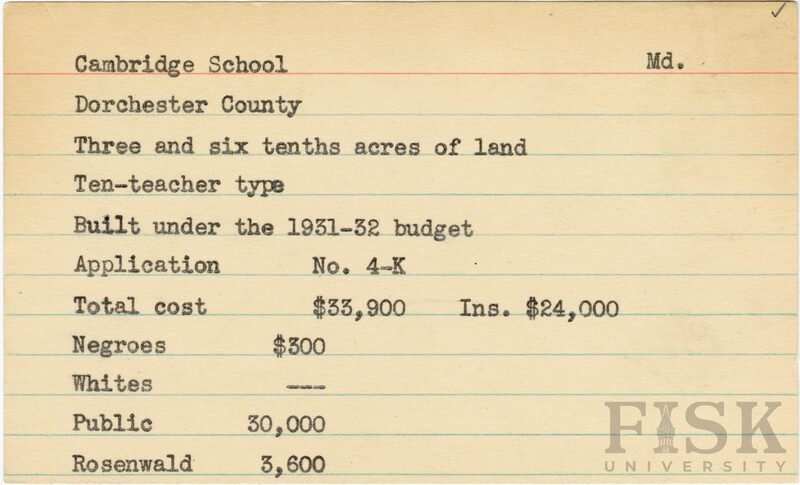 Cambridge School Md.
Dorchester County
Three and six tenths acres of land
Ten-teacher type
Built under the 1931-32 budget
Application No. 4-K
Total cost $33,900 Ins. $24,000
Negroes $300
Whites ---
Public 30,000
Rosenwald 3,600
FISK
UNIVERSITY